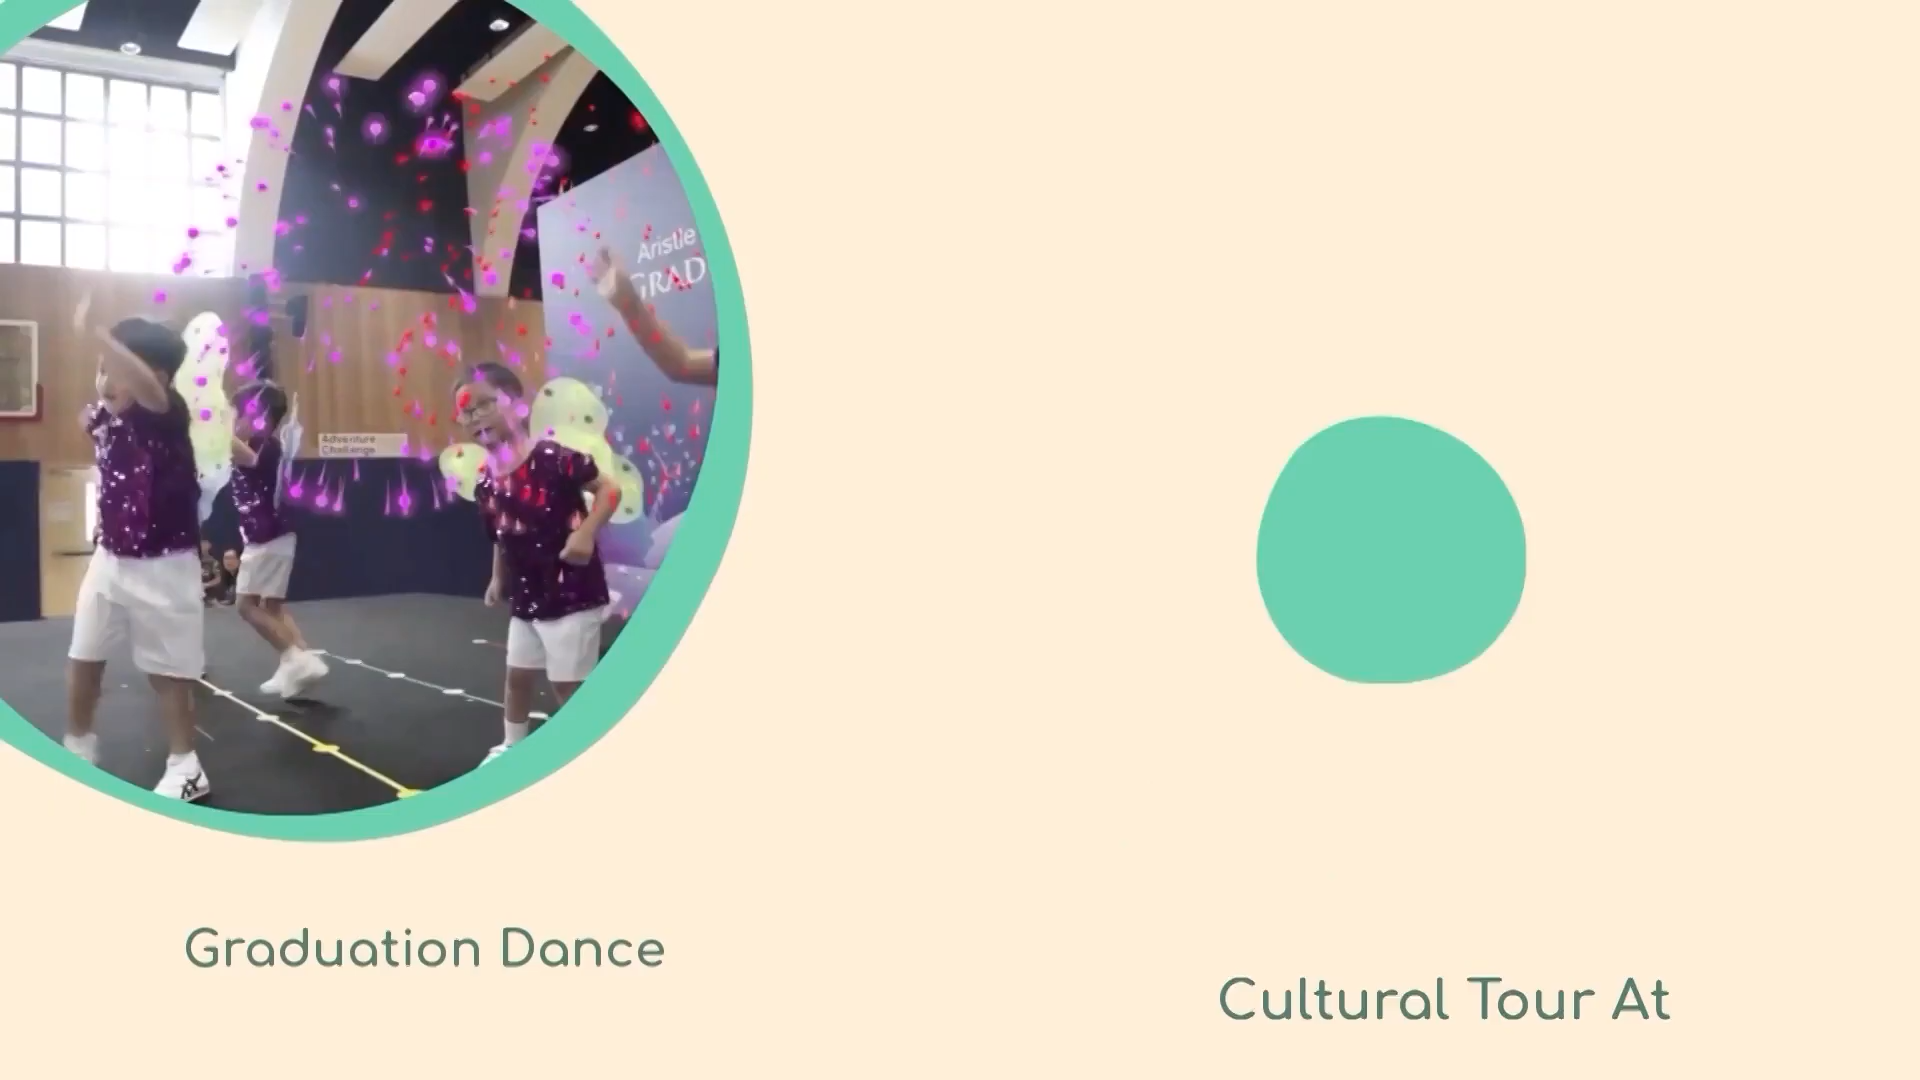 Aristle
GRAD
Adventure
Challenge
Graduation Dance
Cultural Tour At